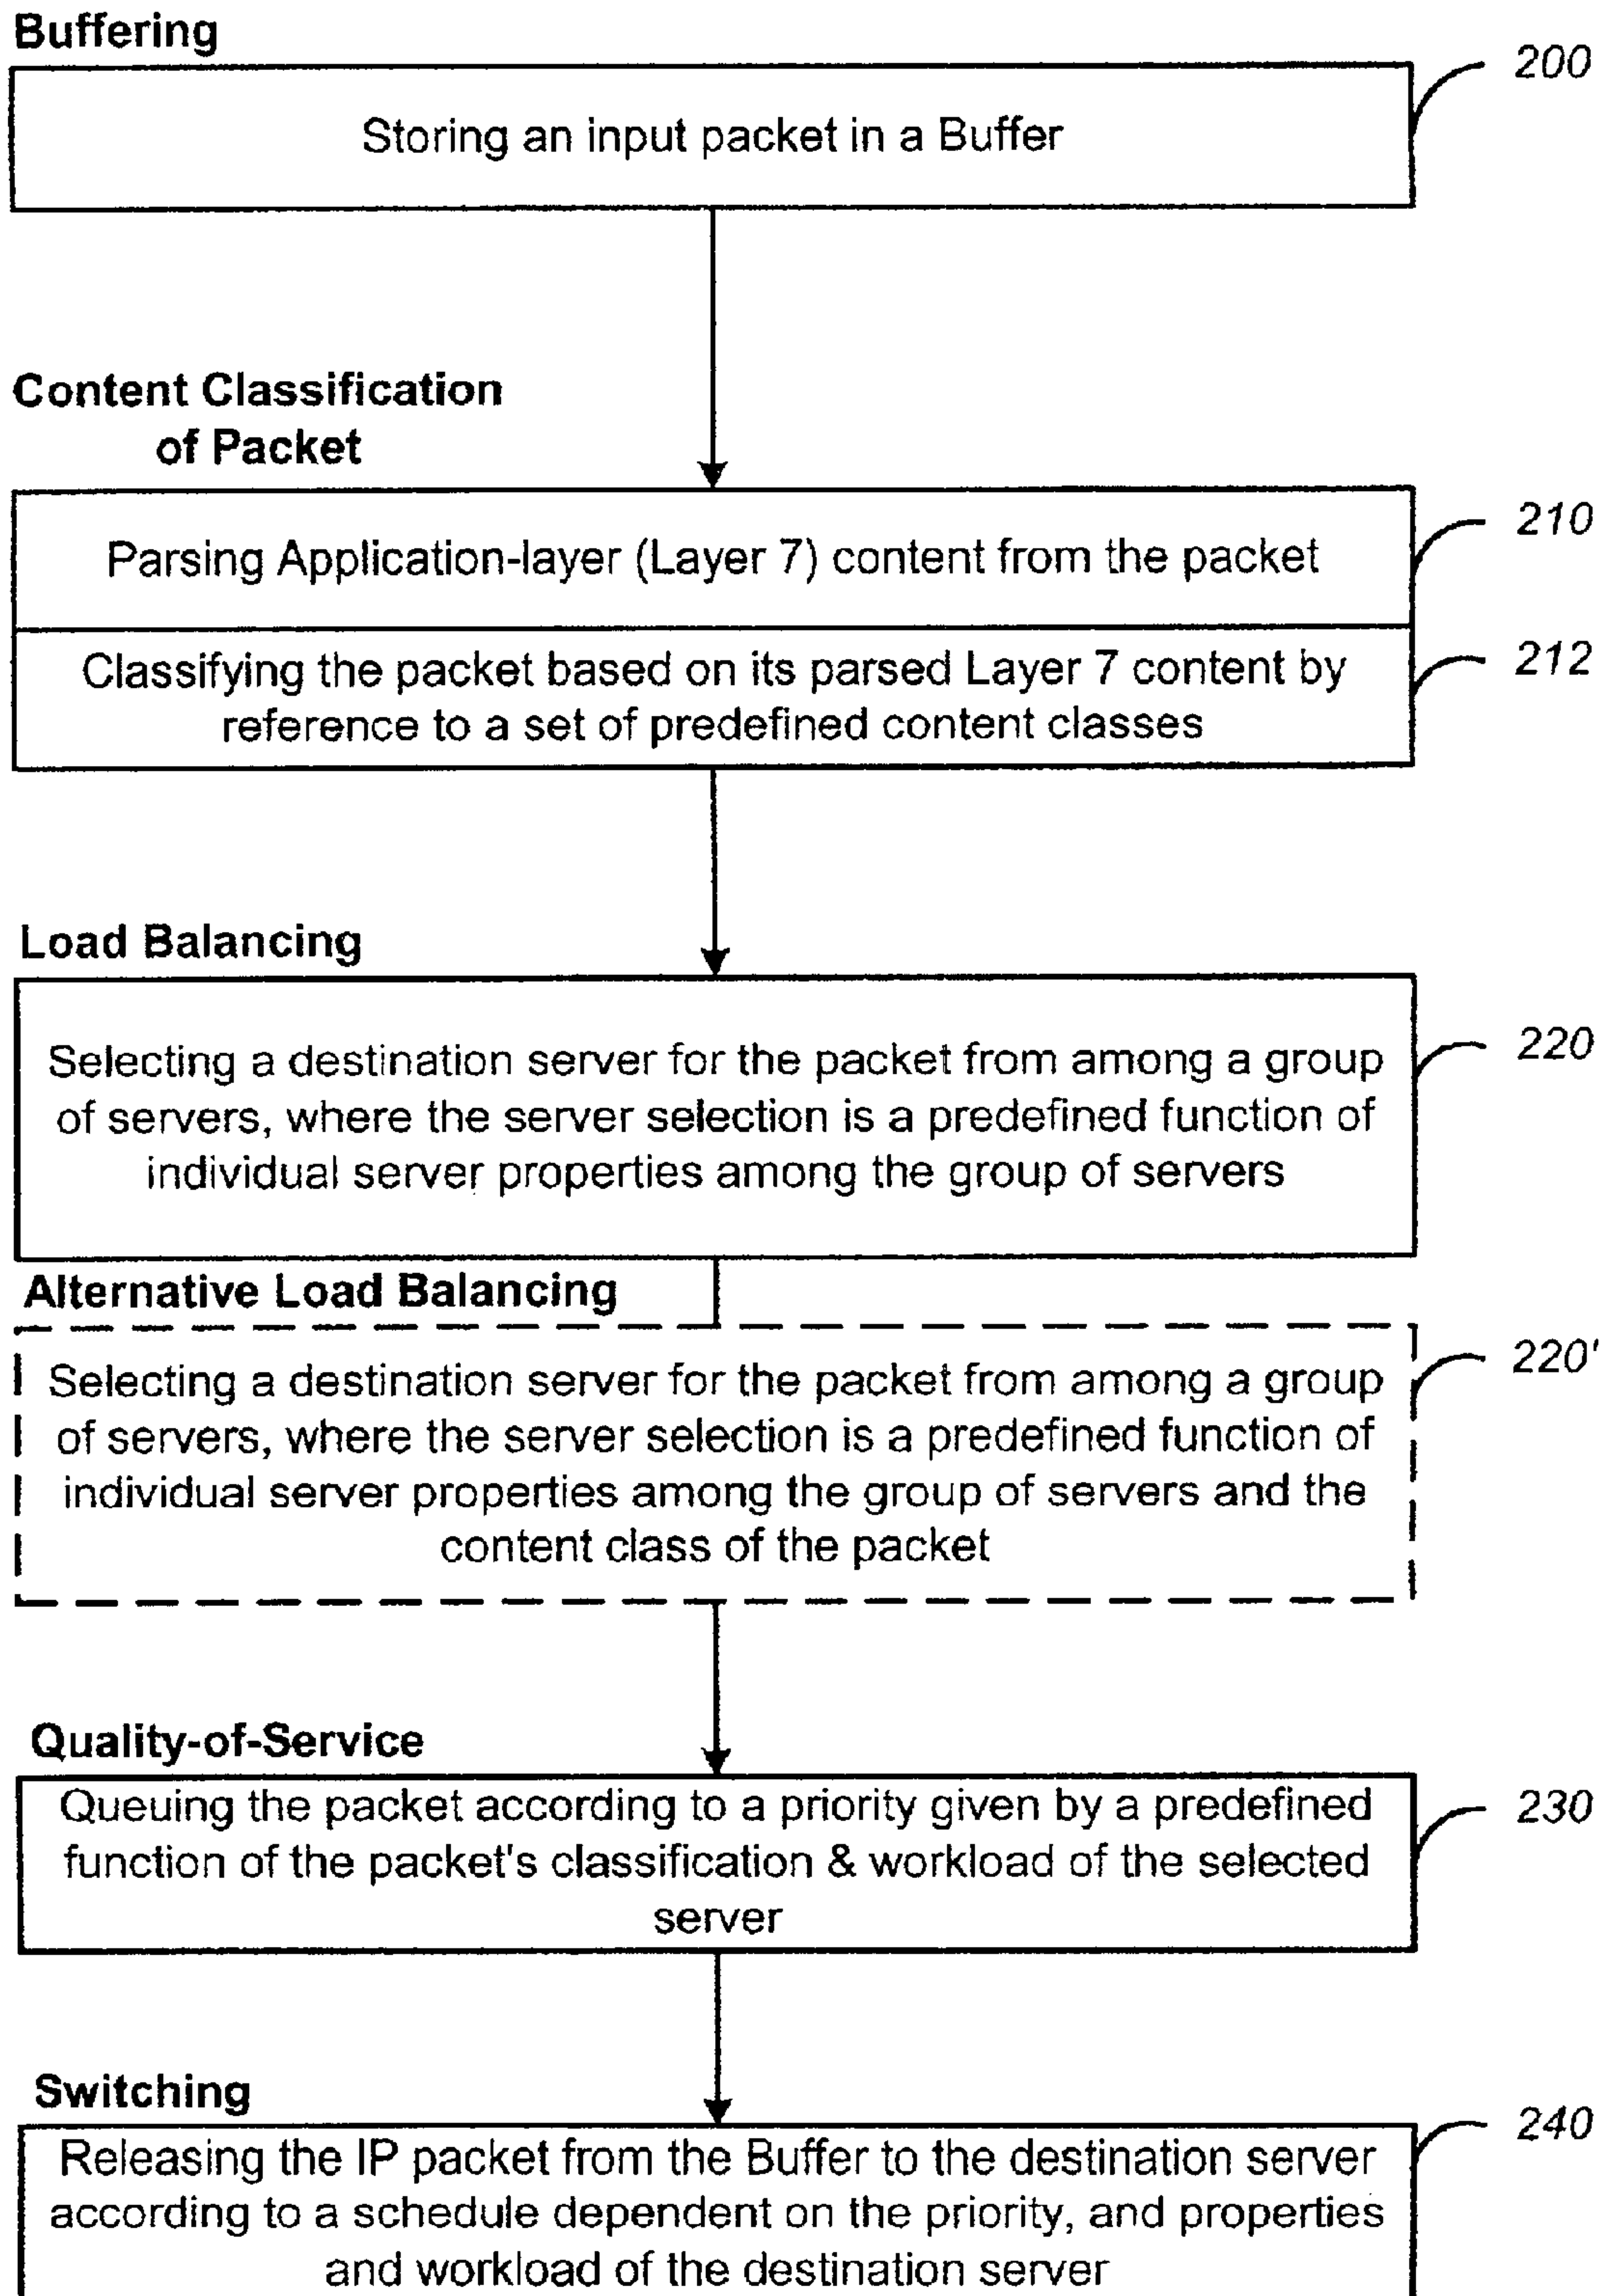 Buffering
200
Storing an input packet in a Buffer
Content Classification
of Packet
210
Parsing Application-layer (Layer 7) content from the packet
212
Classifying the packet based on its parsed Layer 7 content by
reference to a set of predefined content classes
Load Balancing
220
Selecting a destination server for the packet from among a group
of servers, where the server selection is a predefined function of
individual server properties among the group of servers
Alternative Load Balancing
220'
Selecting a destination server for the packet from among a group
of servers, where the server selection is a predefined function of
individual server properties among the group of servers and the
content class of the packet
Quality-of-Service
230
Queuing the packet according to a priority given by a predefined
function of the packet's classification & workload of the selected
server
Switching
240
Releasing the IP packet from the Buffer to the destination server
according to a schedule dependent on the priority, and properties
and workload of the destination server